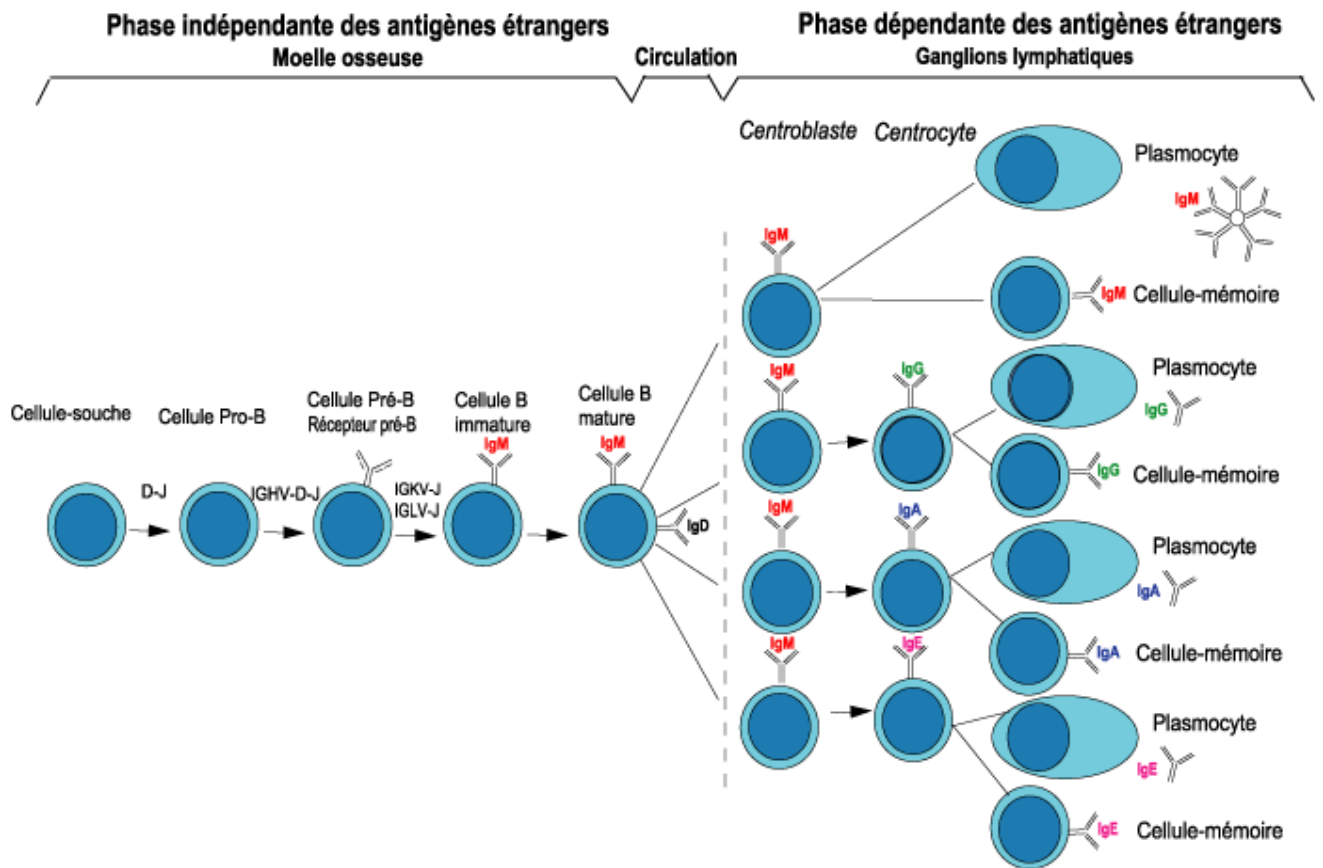 Phase indépendante des antigènes étrangers
Moelle osseuse
Circulation
Phase dépendante des antigènes étrangers
Ganglions lymphatiques
Centroblaste
Centrocyte
Plasmocyte
IgM
IgM
Cellule-mémoire
IgM
IgM
IgG
Plasmocyte
IgG
Cellule-mémoire
IgG
Cellule-souche
D-J
Cellule Pro-B
IGHV-D-J
Cellule Pré-B
Récepteur pré-B
IGKV-J
IGLV-J
Cellule B
immature
IgM
Cellule B
mature
IgM
IgD
IgM
IgA
Plasmocyte
IgA
Cellule-mémoire
IgA
IgM
IgE
Plasmocyte
IgE
Cellule-mémoire
IgE